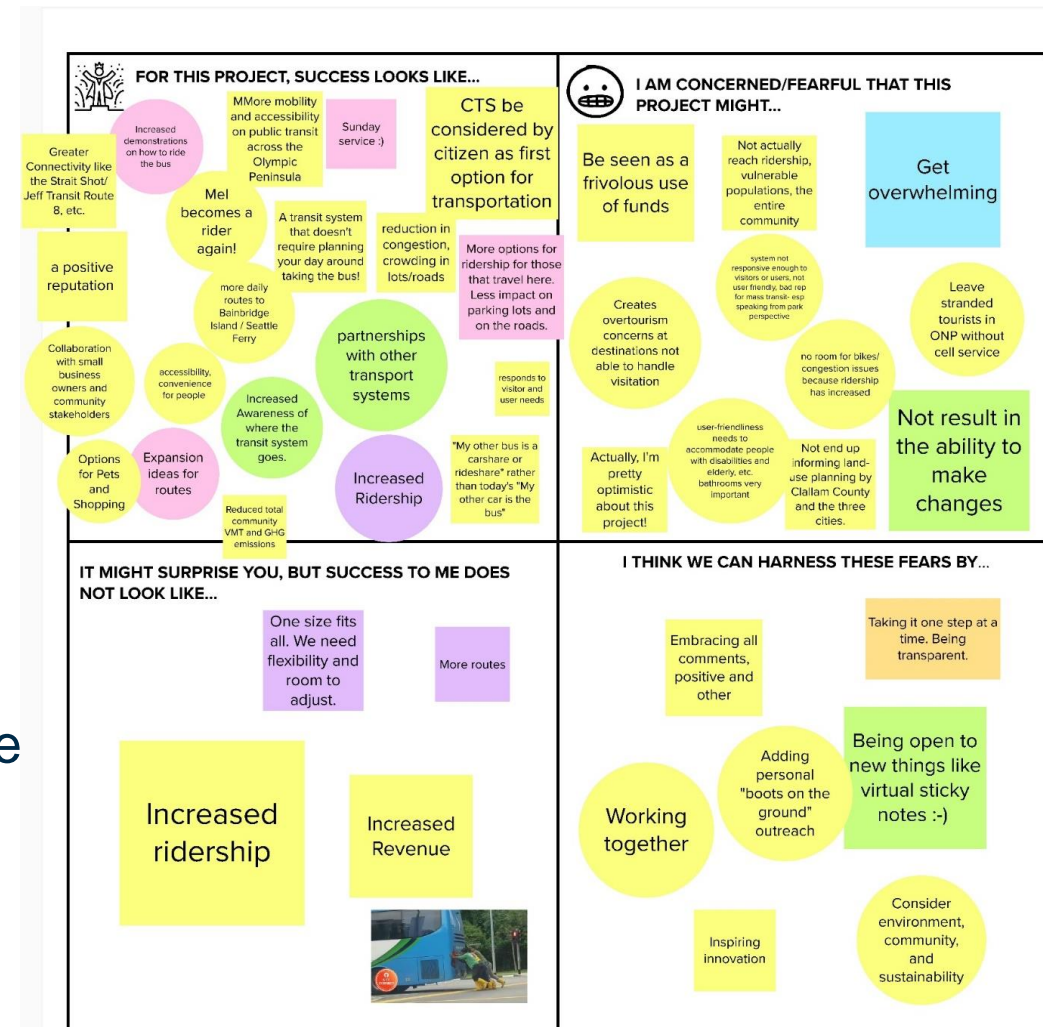 FOR THIS PROJECT, SUCCESS LOOKS LIKE...
Increased
demonstrations
on how to ride
the bus
MMore mobility
and accessibility
on public transit
across the
Olympic
Peninsula
Sunday
service :)
CTS be
considered by
citizen as first
option for
transportation
Greater
Connectivity like
the Strait Shot/
Jeff Transit Route
8, etc.
Mel
becomes a
rider
again!
A transit system
that doesn't
require planning
your day around
taking the bus!
reduction in
congestion,
crowding in
lots/roads
More options for
ridership for those
that travel here.
Less impact on
parking lots and
on the roads.
a positive
reputation
more daily
routes to
Bainbridge
Island / Seattle
Ferry
partnerships
with other
transport
systems
Collaboration
with small
business
owners and
community
stakeholders
accessibility,
convenience
for people
Increased
Awareness of
where the
transit system
goes.
responds to
visitor and
user needs
Options
for Pets
and
Shopping
Expansion
ideas for
routes
Increased
Ridership
"My other bus is a
carshare or
rideshare" rather
than today's "My
other car is the
bus"
Reduced total
community
VMT and GHG
emissions
I AM CONCERNED/FEARFUL THAT THIS
PROJECT MIGHT...
Be seen as a
frivolous use
of funds
Not actually
reach ridership,
vulnerable
populations, the
entire
community
Get
overwhelming
system not
responsive enough to
visitors or users, not
user friendly, bad rep
for mass transit- esp
speaking from park
perspective
Leave
stranded
tourists in
ONP without
cell service
Creates
overtourism
concerns at
destinations not
able to handle
visitation
no room for bikes/
congestion issues
because ridership
has increased
Actually, I'm
pretty
optimistic
about this
project!
user-friendliness
needs to
accommodate people
with disabilities and
elderly, etc.
bathrooms very
important
Not end up
informing land-
use planning by
Clallam County
and the three
cities.
Not result in
the ability to
make
changes
IT MIGHT SURPRISE YOU, BUT SUCCESS TO ME DOES
NOT LOOK LIKE...
One size fits
all. We need
flexibility and
room to
adjust.
More routes
e
Increased
ridership
Increased
Revenue
I THINK WE CAN HARNESS THESE FEARS BY...
Embracing all
comments,
positive and
other
Taking it one step at a
time. Being
transparent.
Working
together
Adding
personal
"boots on the
ground"
outreach
Being open to
new things like
virtual sticky
notes :-)
Inspiring
innovation
Consider
environment,
community,
and
sustainability